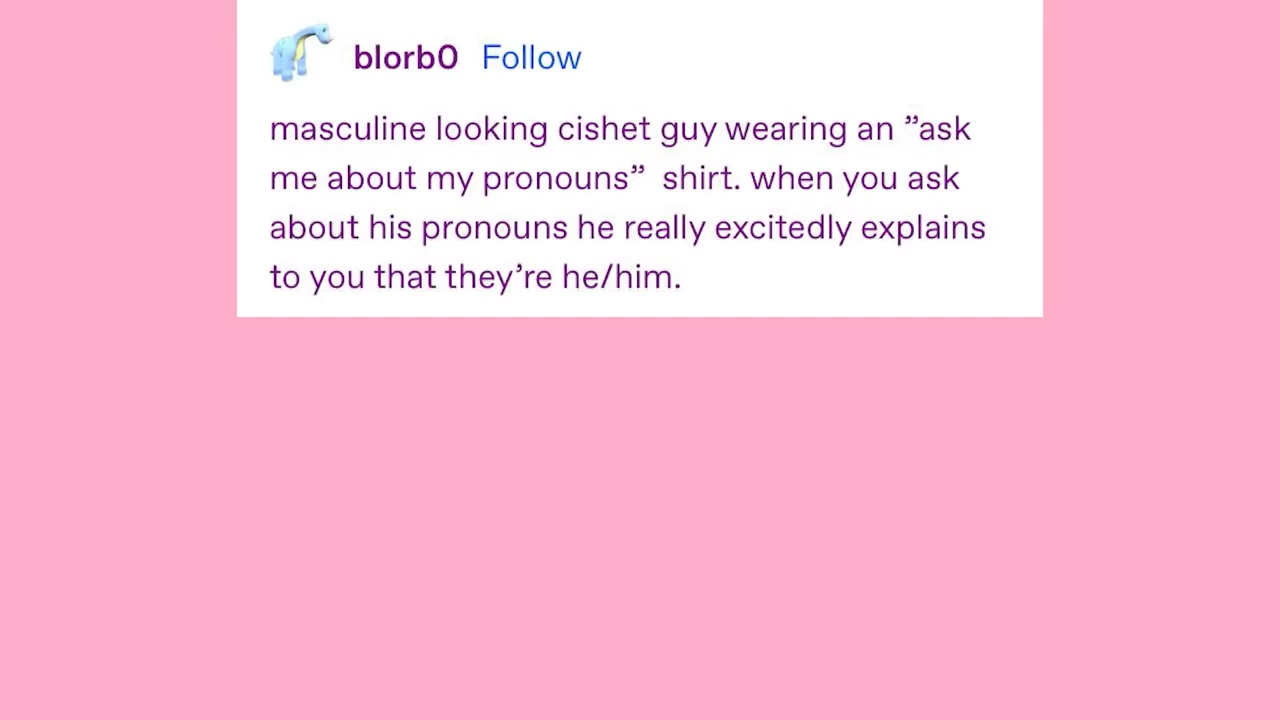 blorb0 Follow
masculine looking cishet guy wearing an ”ask
me about my pronouns”  shirt. when you ask
about his pronouns he really excitedly explains
to you that they’re he/him.